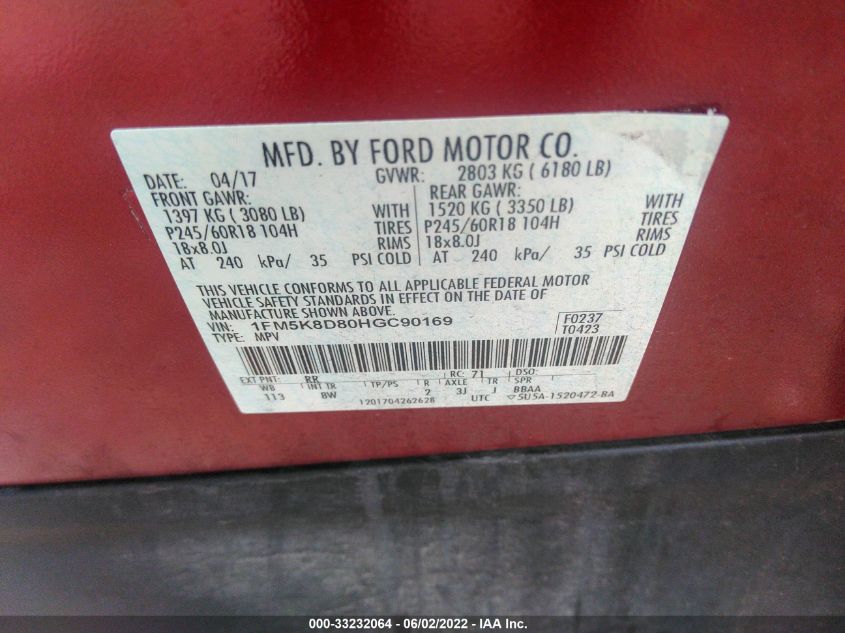 MFD. BY FORD MOTOR CO.
DATE: 04/17 GVWR: 2803 KG ( 6180 LB)
FRONT GAWR: REAR GAWR:
1397 KG ( 3080 LB) WITH 1520 KG ( 3350 LB) WITH
P245/60R18 104H TIRES P245/60R18 104H TIRES
18x8.0J RIMS 18x8.0J RIMS
AT 240 kPa/ 35 PSI COLD AT 240 kPa/ 35 PSI COLD
THIS VEHICLE CONFORMS TO ALL APPLICABLE FEDERAL MOTOR
VEHICLE SAFETY STANDARDS IN EFFECT ON THE DATE OF
MANUFACTURE SHOWN ABOVE.
VIN: 1FM5K8D80HGC90169 F0237
TYPE: MPV T0423
EXT PNT: RR RC: 71 DSO:
WB INT TR TP/PS R AXLE TR SPR
113 8W 2 3J J BBAA
1201704262628 UTC ▽5U5A-1520472-BA
000-33232064 - 06/02/2022 - IAA Inc.